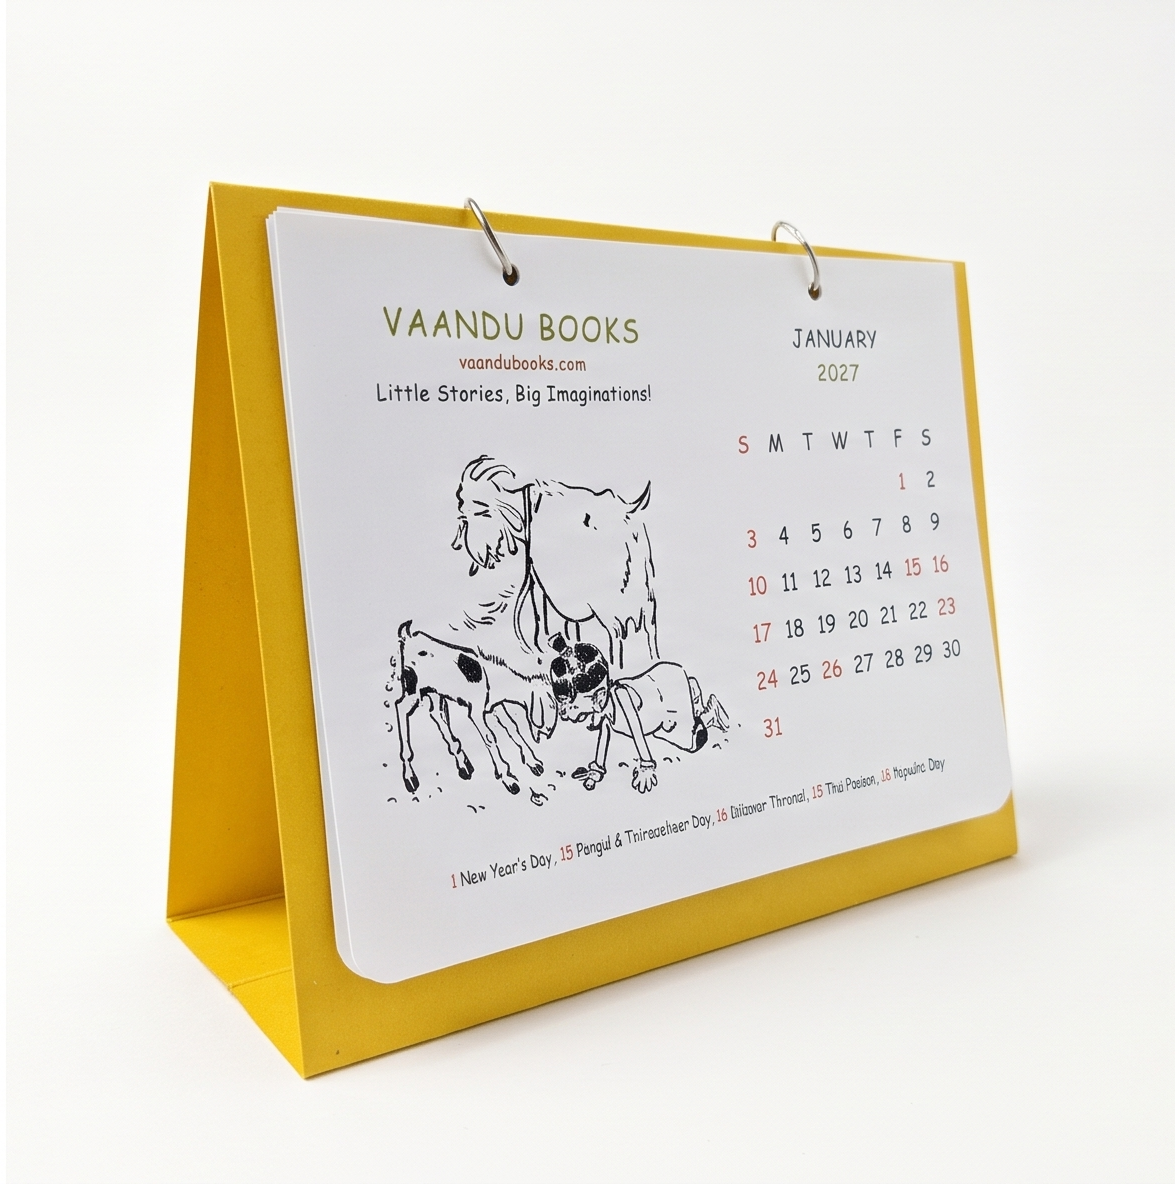 VAANDU BOOKS
vaandubooks.com
Little Stories, Big Imaginations!
JANUARY
2027
S M T W T F S
1 2
3 4 5 6 7 8 9
10 11 12 13 14 15 16
17 18 19 20 21 22 23
24 25 26 27 28 29 30
31
1 New Year's Day, 15 Pangul & Day, 16 15 18 Day